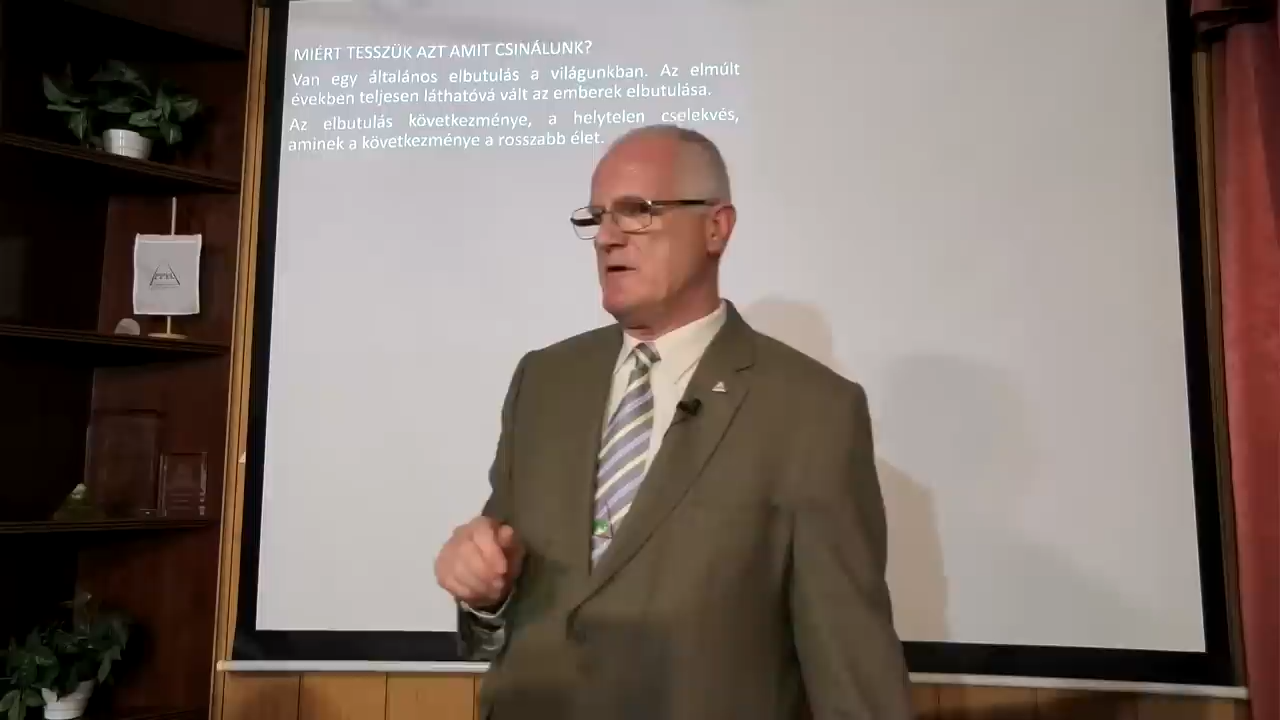 MIÉRT TESSZÜK AZT AMIT CSINÁLUNK?
Van egy általános elbutulás a világunkban. Az elmúlt
években teljesen láthatóvá vált az emberek elbutulása.
Az elbutulás következménye, a helytelen cselekvés,
aminek a következménye a rosszabb élet.